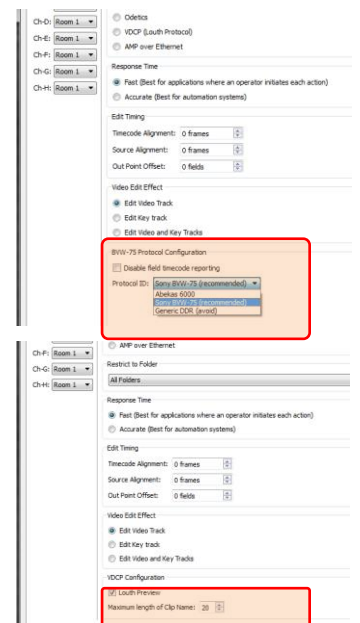 Odetics
Ch-D: Room 1
VDCP (Louth Protocol)
Ch-E: Room 1
AMP over Ethernet
Ch-F: Room 1
Response Time
Ch-G: Room 1
Fast (Best for applications where an operator initiates each action)
Ch-H: Room 1
Accurate (Best for automation systems)
Edit Timing
Timecode Alignment: 0 frames
Source Alignment: 0 frames
Out Point Offset: 0 fields
Video Edit Effect
Edit Video Track
Edit Key track
Edit Video and Key Tracks
BVW-75 Protocol Configuration
Disable field timecode reporting
Protocol ID: Sony BVW-75 (recommended)
Abekas 6000
Sony BVW-75 (recommended)
Generic DDR (avoid)
AMP over Ethernet
Ch-F: Room 1
Ch-G: Room 1
Restrict to Folder
Ch-H: Room 1
All Folders
Response Time
Fast (Best for applications where an operator initiates each action)
Accurate (Best for automation systems)
Edit Timing
Timecode Alignment: 0 frames
Source Alignment: 0 frames
Out Point Offset: 0 fields
Video Edit Effect
Edit Video Track
Edit Key track
Edit Video and Key Tracks
VDCP Configuration
Louth Preview
Maximum length of Clip Name: 20